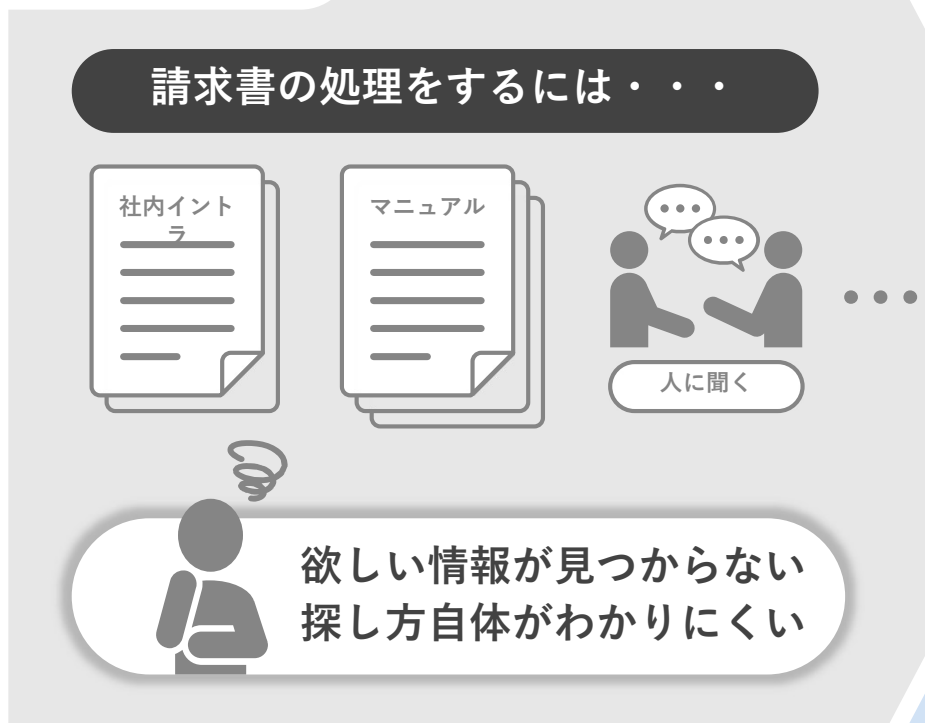 請求書の処理をするには・・・
社内イント
ラ
マニュアル
人に聞く
欲しい情報が見つからない
探し方自体がわかりにくい